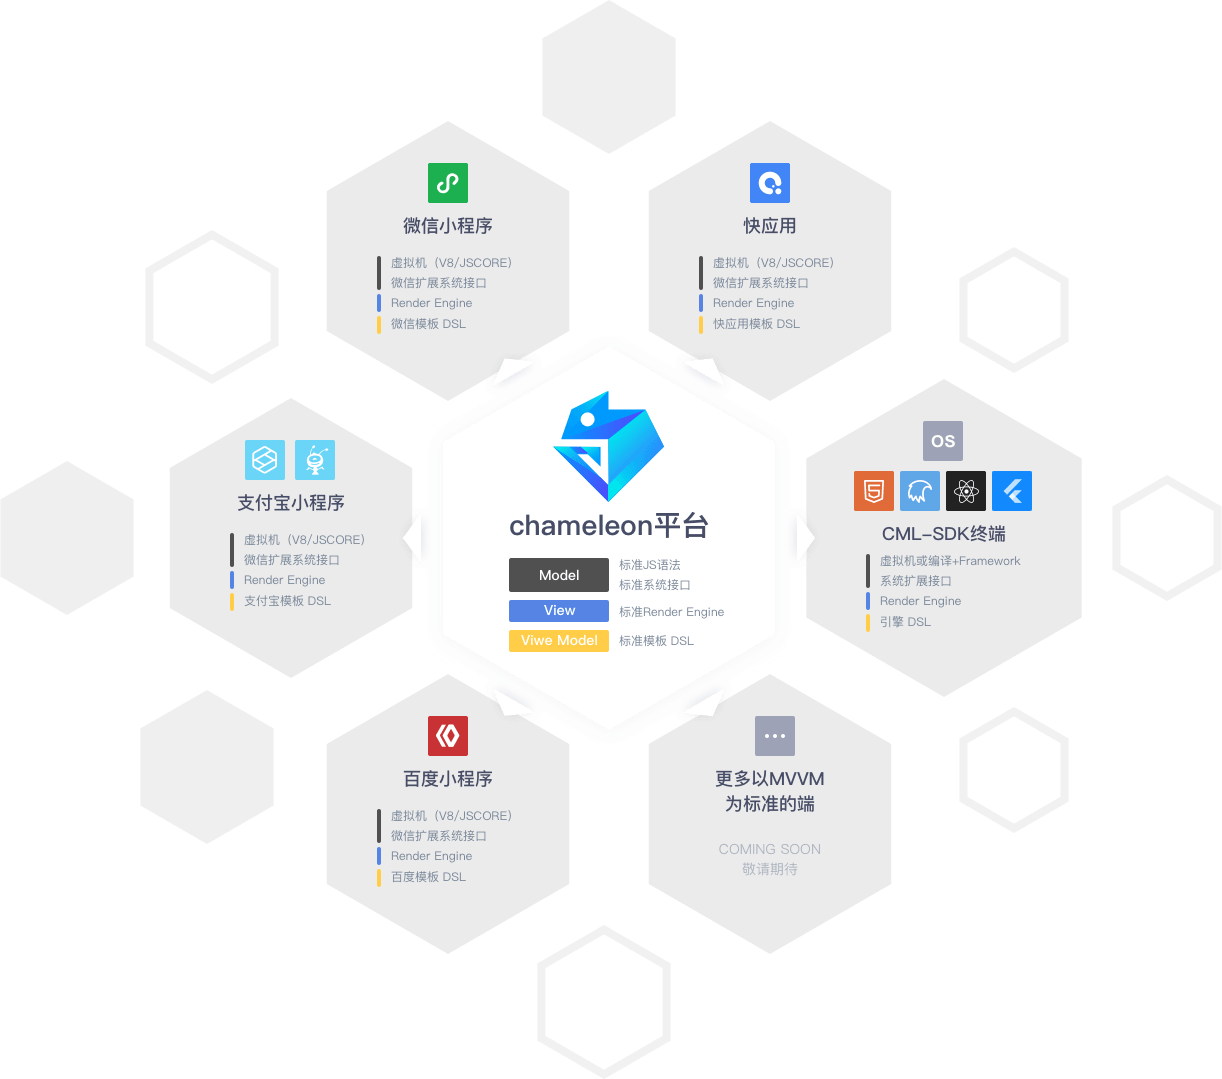 微信小程序
虚拟机（V8/JSCORE）
微信扩展系统接口
Render Engine
微信模板 DSL
快应用
虚拟机（V8/JSCORE）
微信扩展系统接口
Render Engine
快应用模板 DSL
支付宝小程序
虚拟机（V8/JSCORE）
微信扩展系统接口
Render Engine
支付宝模板 DSL
chameleon平台
Model
标准JS语法
标准系统接口
View
标准Render Engine
Viwe Model
标准模板 DSL
OS
CML-SDK终端
虚拟机或编译+Framework
系统扩展接口
Render Engine
引擎 DSL
百度小程序
虚拟机（V8/JSCORE）
微信扩展系统接口
Render Engine
百度模板 DSL
更多以MVVM
为标准的端
COMING SOON
敬请期待